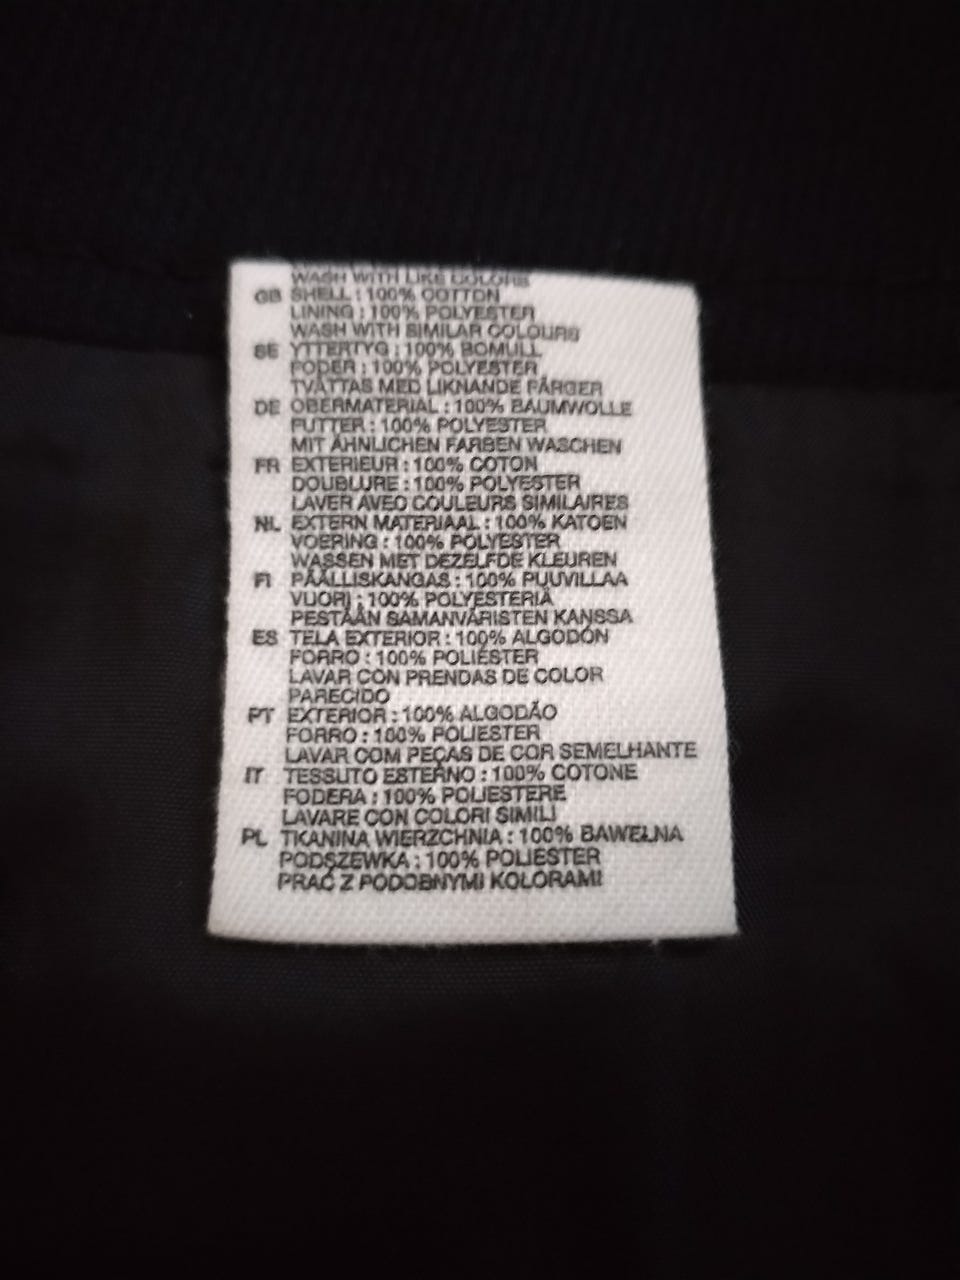 WASH WITH LIKE COLORS
GB SHELL : 100% COTTON
LINING : 100% POLYESTER
WASH WITH SIMILAR COLOURS
SE YTTERTYG : 100% BOMULL
FODER : 100% POLYESTER
TVÄTTAS MED LIKNANDE FÄRGER
DE OBERMATERIAL : 100% BAUMWOLLE
FUTTER : 100% POLYESTER
MIT ÄHNLICHEN FARBEN WASCHEN
FR EXTERIEUR : 100% COTON
DOUBLURE : 100% POLYESTER
LAVER AVEC COULEURS SIMILAIRES
NL EXTERN MATERIAAL : 100% KATOEN
VOERING : 100% POLYESTER
WASSEN MET DEZELFDE KLEUREN
FI PÄÄLLISKANGAS : 100% PUUVILLAA
VUORI : 100% POLYESTERIÄ
PESTÄÄN SAMANVÄRISTEN KANSSA
ES TELA EXTERIOR : 100% ALGODÓN
FORRO : 100% POLIÉSTER
LAVAR CON PRENDAS DE COLOR
PARECIDO
PT EXTERIOR : 100% ALGODÃO
FORRO : 100% POLIESTER
LAVAR COM PEÇAS DE COR SEMELHANTE
IT TESSUTO ESTERNO : 100% COTONE
FODERA : 100% POLIESTERE
LAVARE CON COLORI SIMILI
PL TKANINA WIERZCHNIA : 100% BAWEŁNA
PODSZEWKA : 100% POLIESTER
PRAĆ Z PODOBNYMI KOLORAMI